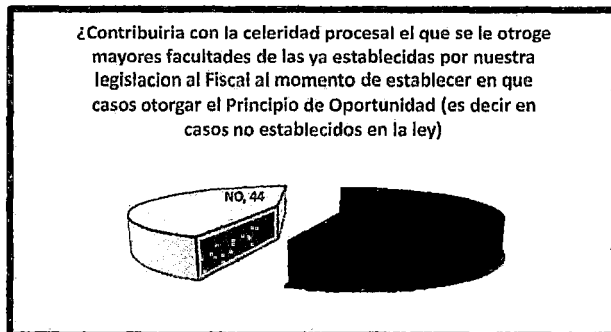 ¿Contribuiria con la celeridad procesal el que se le otroge
mayores facultades de las ya establecidas por nuestra
legislacion al Fiscal al momento de establecer en que
casos otorgar el Principio de Oportunidad (es decir en
casos no establecidos en la ley)
NO, 44